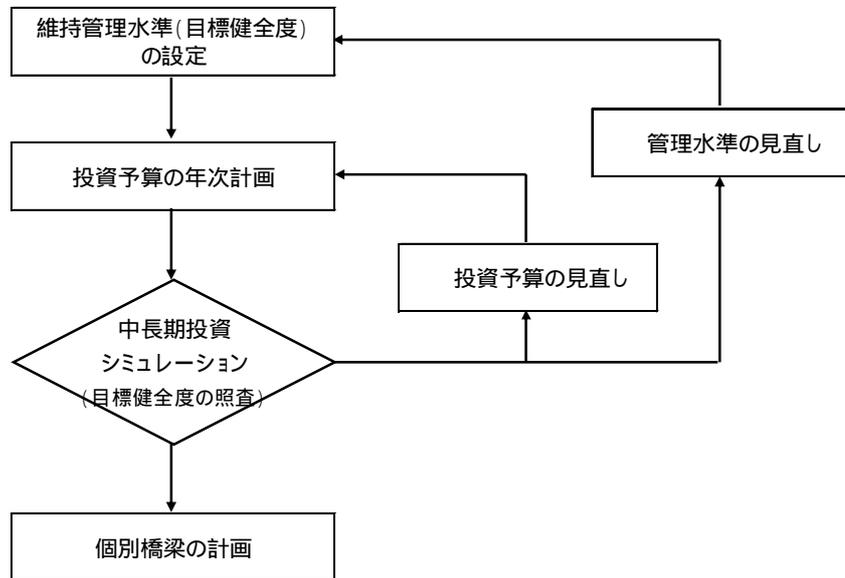 維持管理水準(目標健全度)
の設定
管理水準の見直し
投資予算の年次計画
投資予算の見直し
中長期投資
シミュレーション
(目標健全度の照査)
個別橋梁の計画